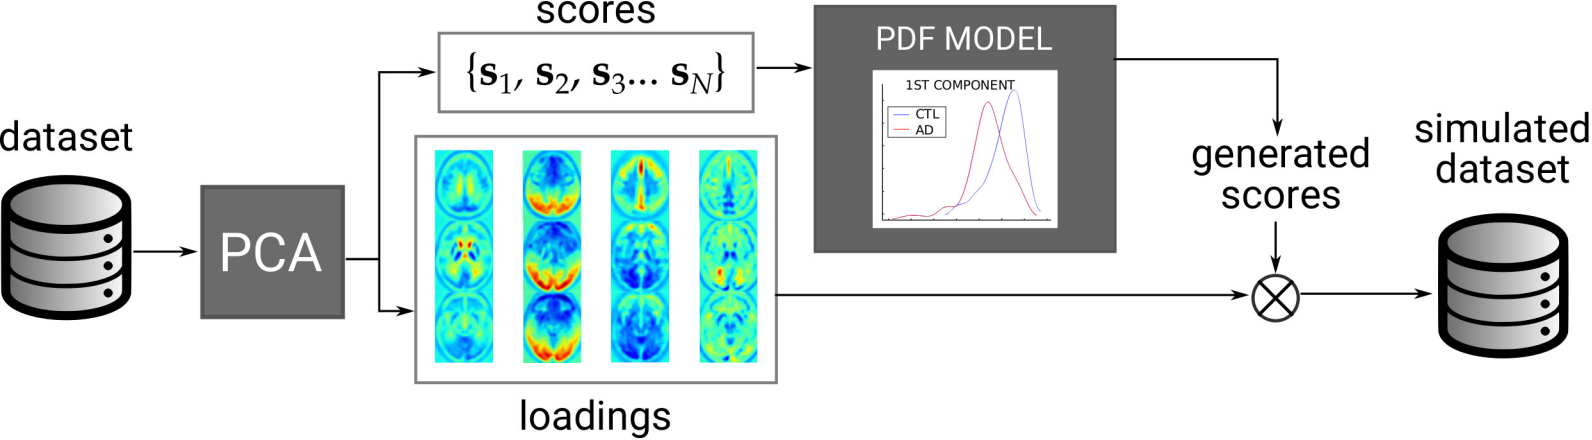 scores
{s1, s2, s3... sN}
PDF MODEL
1ST COMPONENT
CTL
AD
dataset
PCA
generated
scores
simulated
dataset
loadings